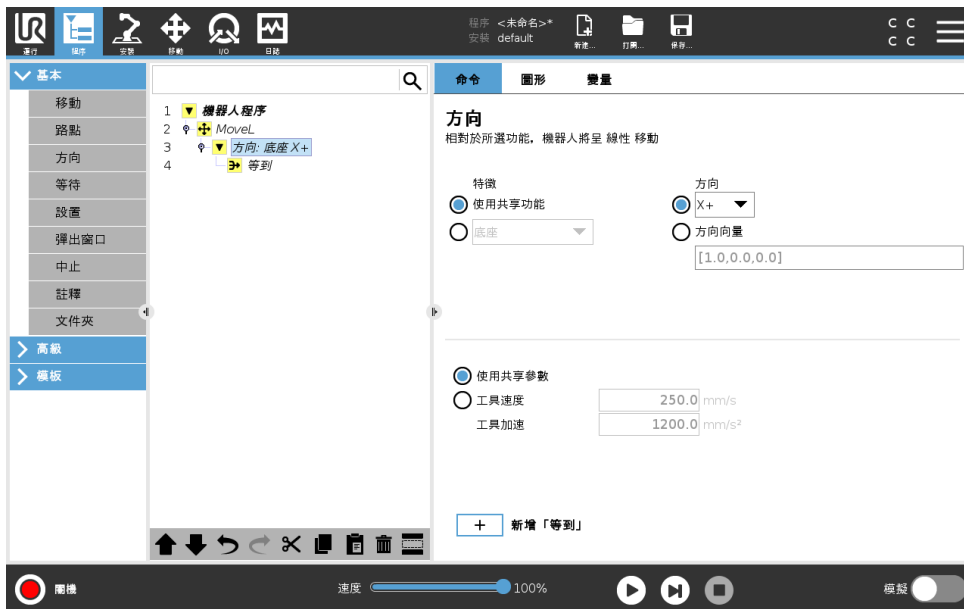 UR
運行
程序
安裝
移動
I/O
日誌
程序 <未命名>*
安裝 default
新建...
打開...
保存...
C C
C C
基本
移動
路點
方向
等待
設置
彈出窗口
中止
註釋
文件夾
高級
模板
1 機器人程序
2 MoveL
3 方向: 底座 X+
4 等到
命令 圖形 變量
方向
相對於所選功能，機器人將呈 線性 移動
特徵
使用共享功能
底座
方向
X+
方向向量
[1.0,0.0,0.0]
使用共享參數
工具速度 250.0 mm/s
工具加速 1200.0 mm/s²
+ 新增「等到」
關機
速度 100%
模擬